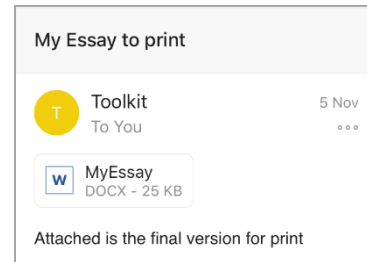 My Essay to print
T
Toolkit
5 Nov
To You
W
MyEssay
DOCX - 25 KB
Attached is the final version for print